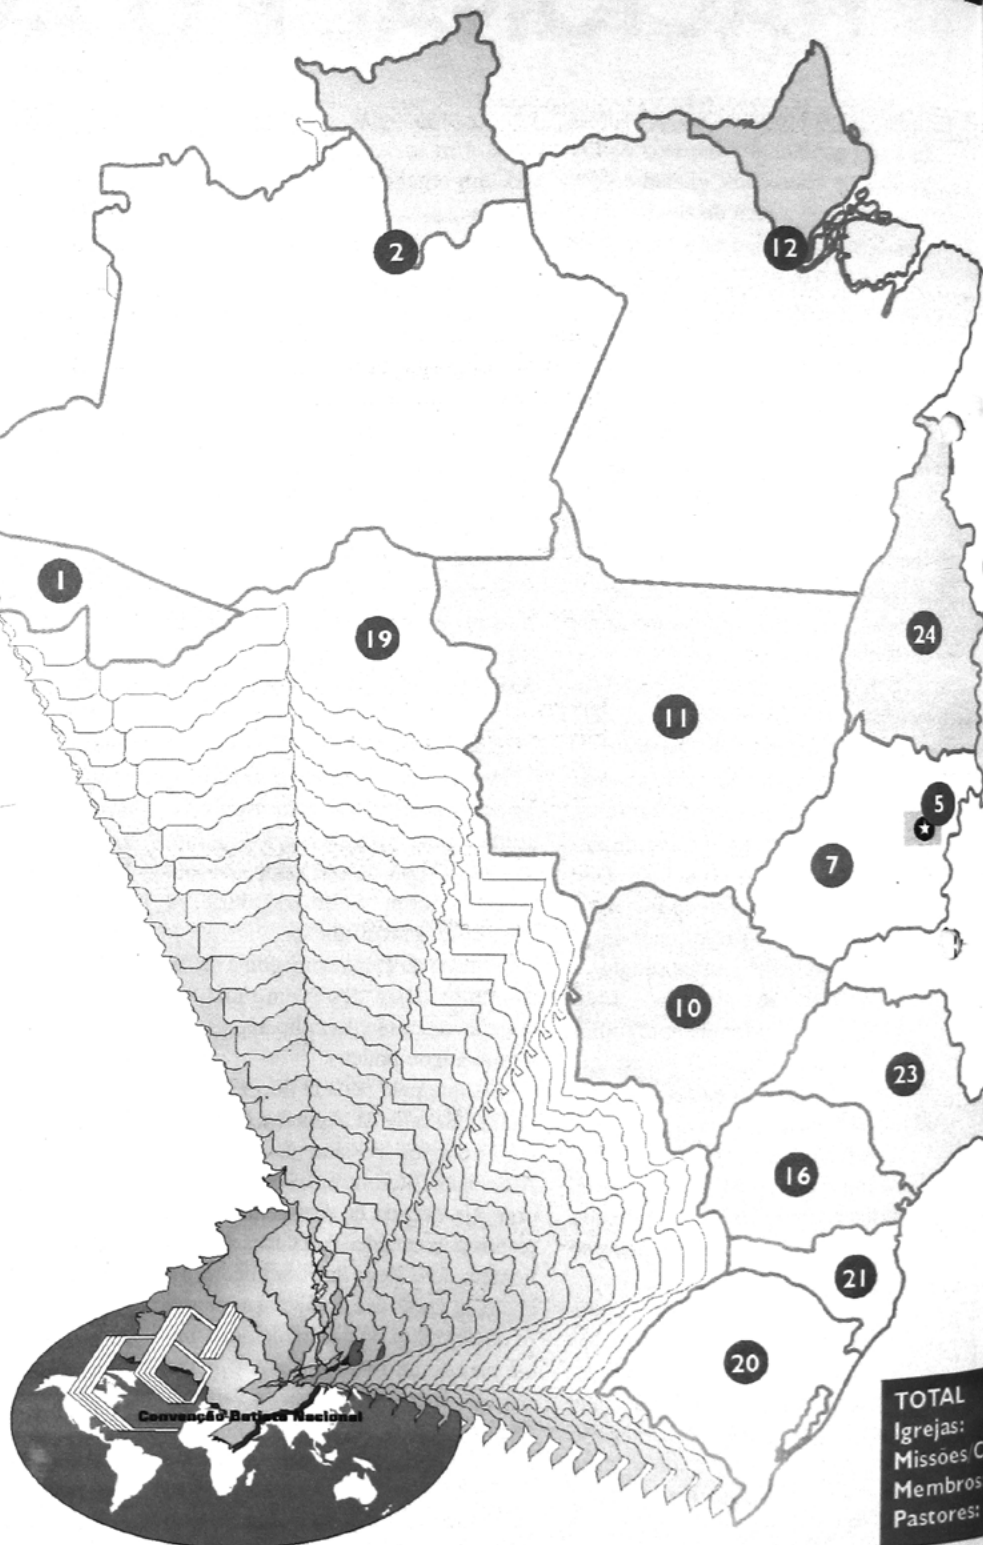 2
12
1
19
24
11
5
7
10
23
16
21
20
Convenção Batista Nacional
TOTAL
Igrejas:
Missões/C
Membros
Pastores: